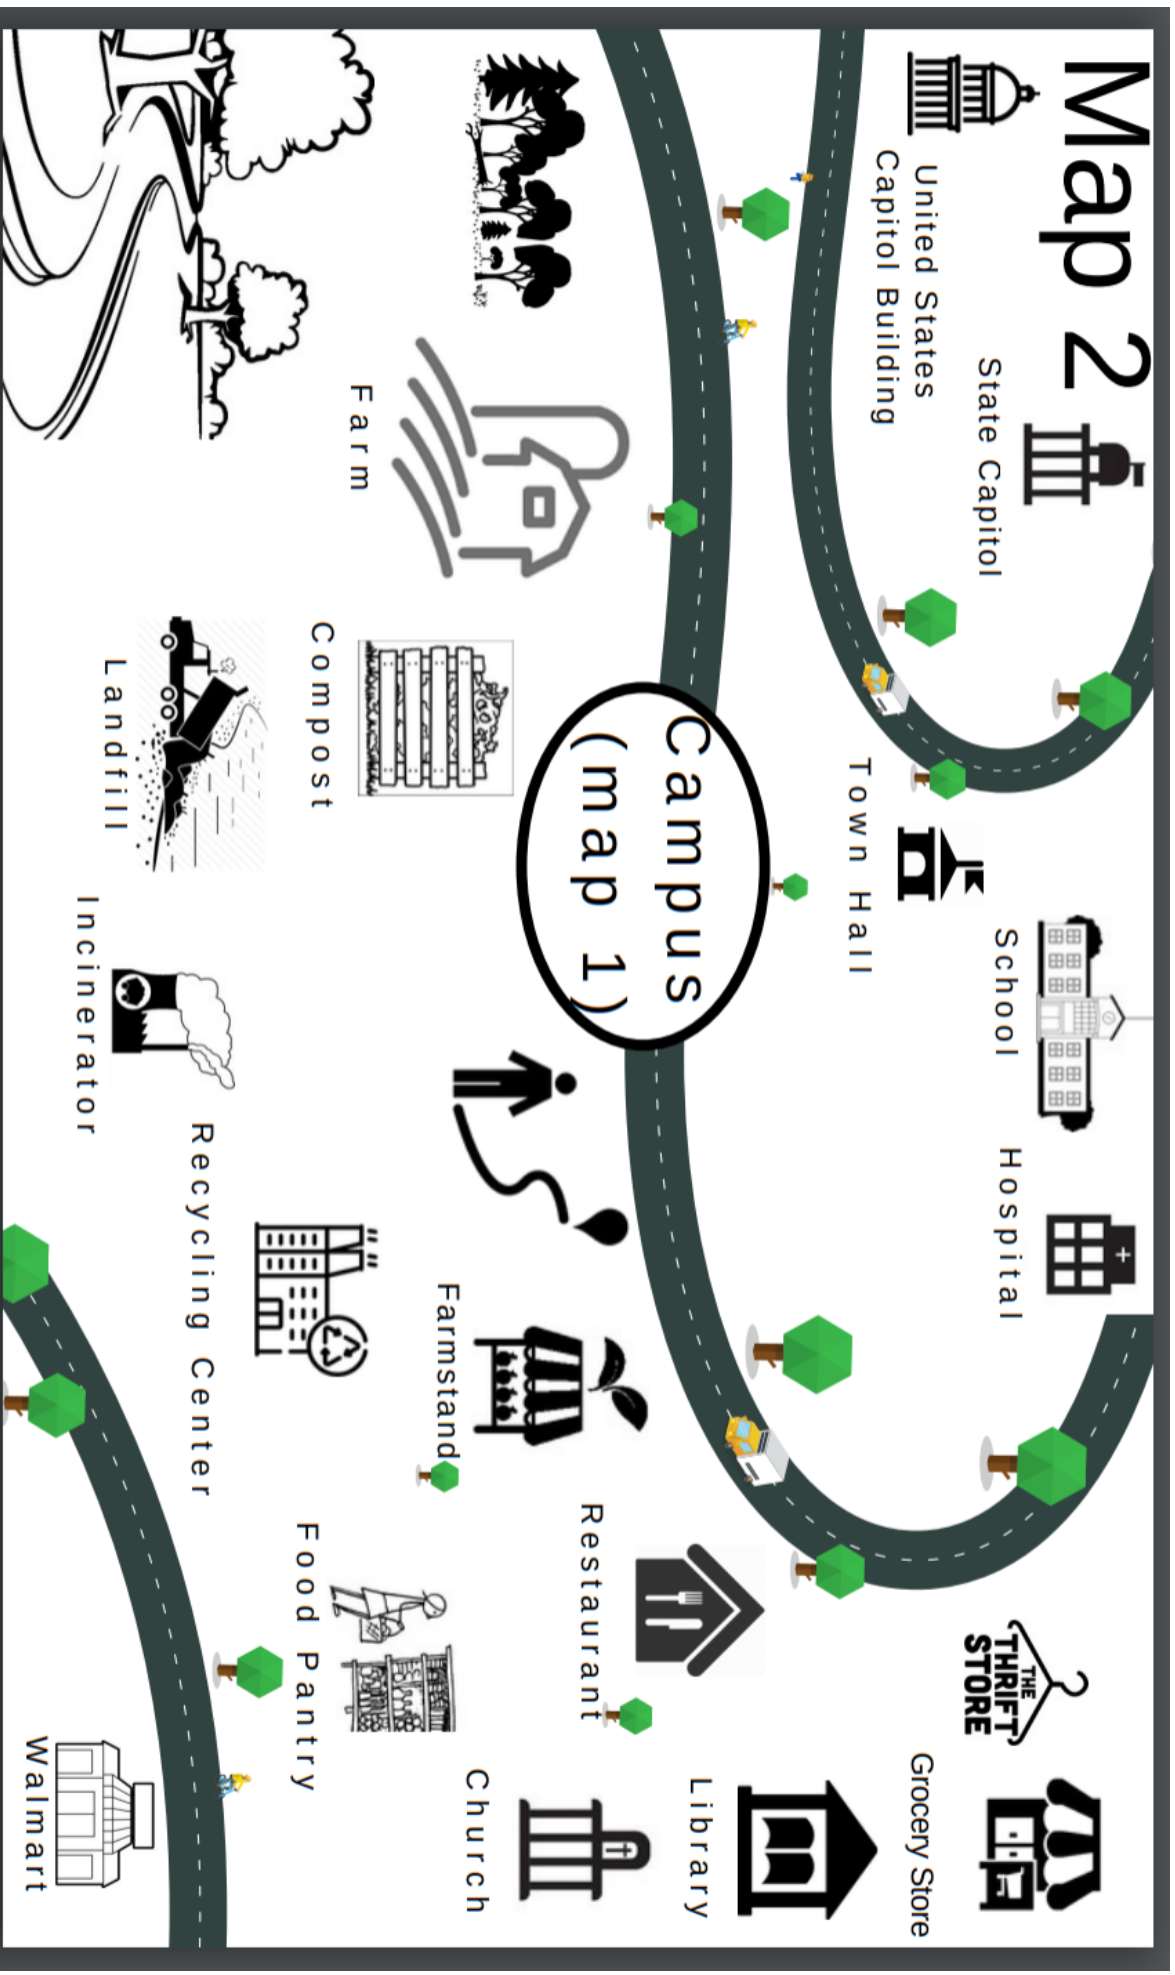 Map 2
United States
Capitol Building
State Capitol
Town Hall
School
Hospital
THE
THRIFT
STORE
Grocery Store
Campus
(map 1)
Farm
Compost
Landfill
Incinerator
Recycling Center
Farmstand
Restaurant
Food Pantry
Library
Church
Walmart